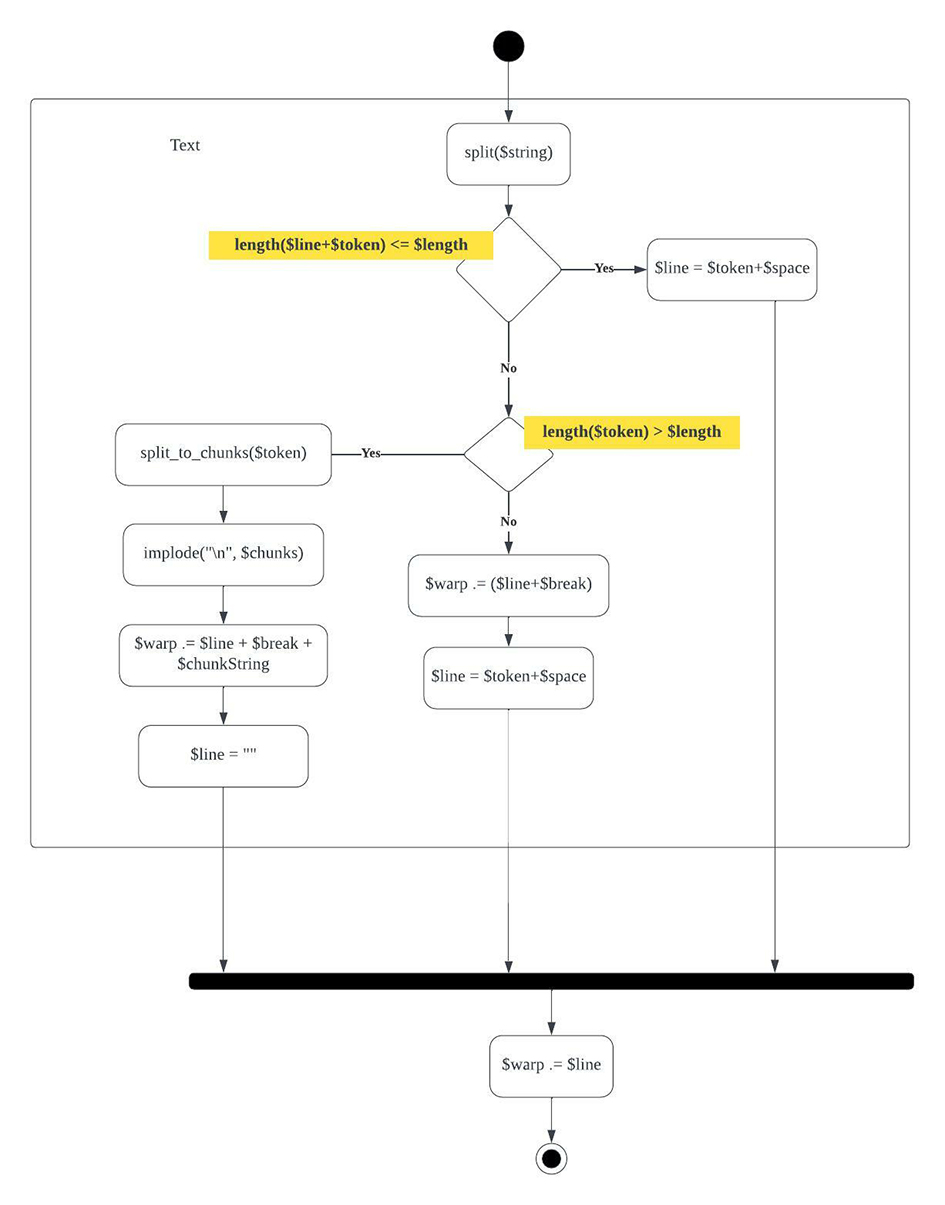 Text
split($string)
length($line+$token) <= $length
Yes
$line = $token+$space
No
length($token) > $length
split_to_chunks($token)
Yes
No
implode("\n", $chunks)
$warp .= ($line+$break)
$warp .= $line + $break +
$chunkString
$line = $token+$space
$line = ""
$warp .= $line